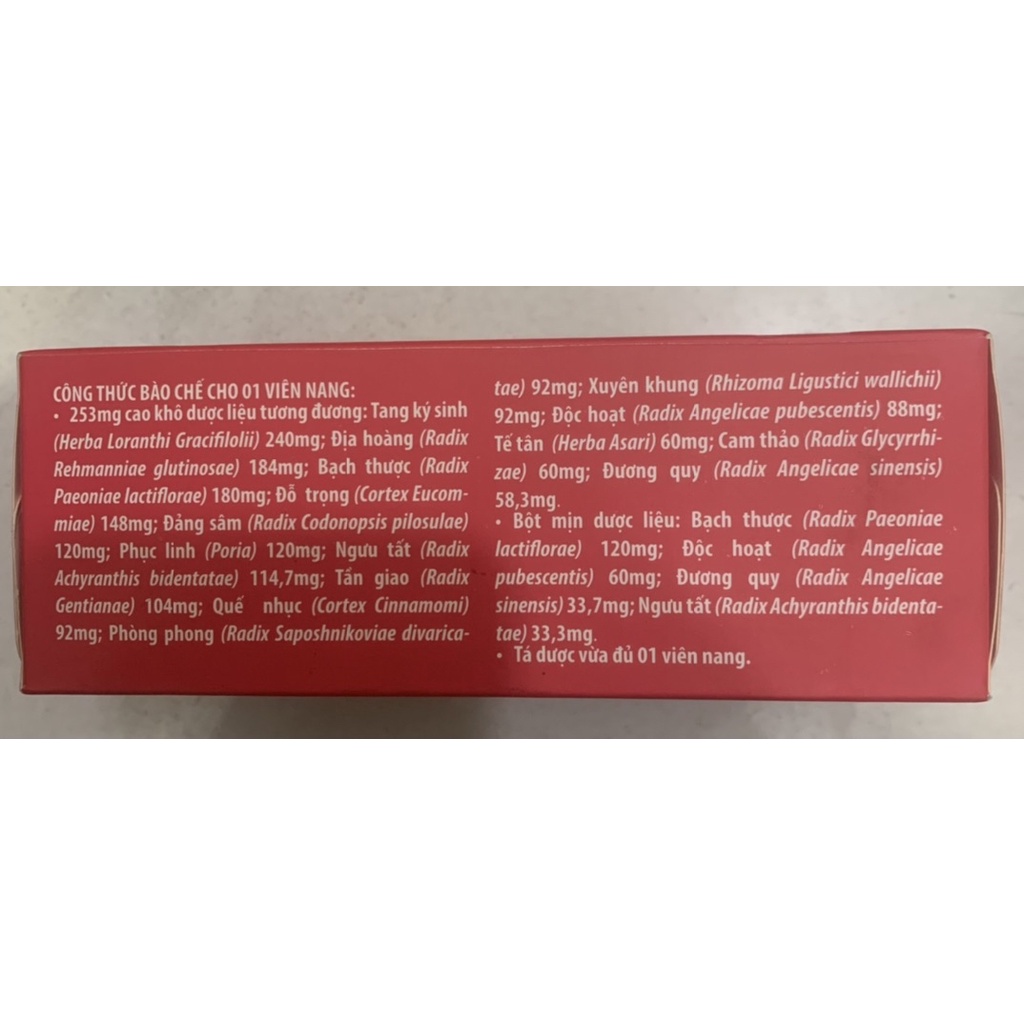 CÔNG THỨC BÀO CHẾ CHO 01 VIÊN NANG:
• 253mg cao khô dược liệu tương đương: Tang ký sinh
(Herba Loranthi Gracifilolii) 240mg; Địa hoàng (Radix
Rehmanniae glutinosae) 184mg; Bạch thược (Radix
Paeoniae lactiflorae) 180mg; Đỗ trọng (Cortex Eucom-
miae) 148mg; Đảng sâm (Radix Codonopsis pilosulae)
120mg; Phục linh (Poria) 120mg; Ngưu tất (Radix
Achyranthis bidentatae) 114,7mg; Tần giao (Radix
Gentianae) 104mg; Quế nhục (Cortex Cinnamomi)
92mg; Phòng phong (Radix Saposhnikoviae divarica-
tae) 92mg; Xuyên khung (Rhizoma Ligustici wallichii)
92mg; Độc hoạt (Radix Angelicae pubescentis) 88mg;
Tế tân (Herba Asari) 60mg; Cam thảo (Radix Glycyrrhi-
zae) 60mg; Đương quy (Radix Angelicae sinensis)
58,3mg.
• Bột mịn dược liệu: Bạch thược (Radix Paeoniae
lactiflorae) 120mg; Độc hoạt (Radix Angelicae
pubescentis) 60mg; Đương quy (Radix Angelicae
sinensis) 33,7mg; Ngưu tất (Radix Achyranthis bidenta-
tae) 33,3mg.
• Tá dược vừa đủ 01 viên nang.